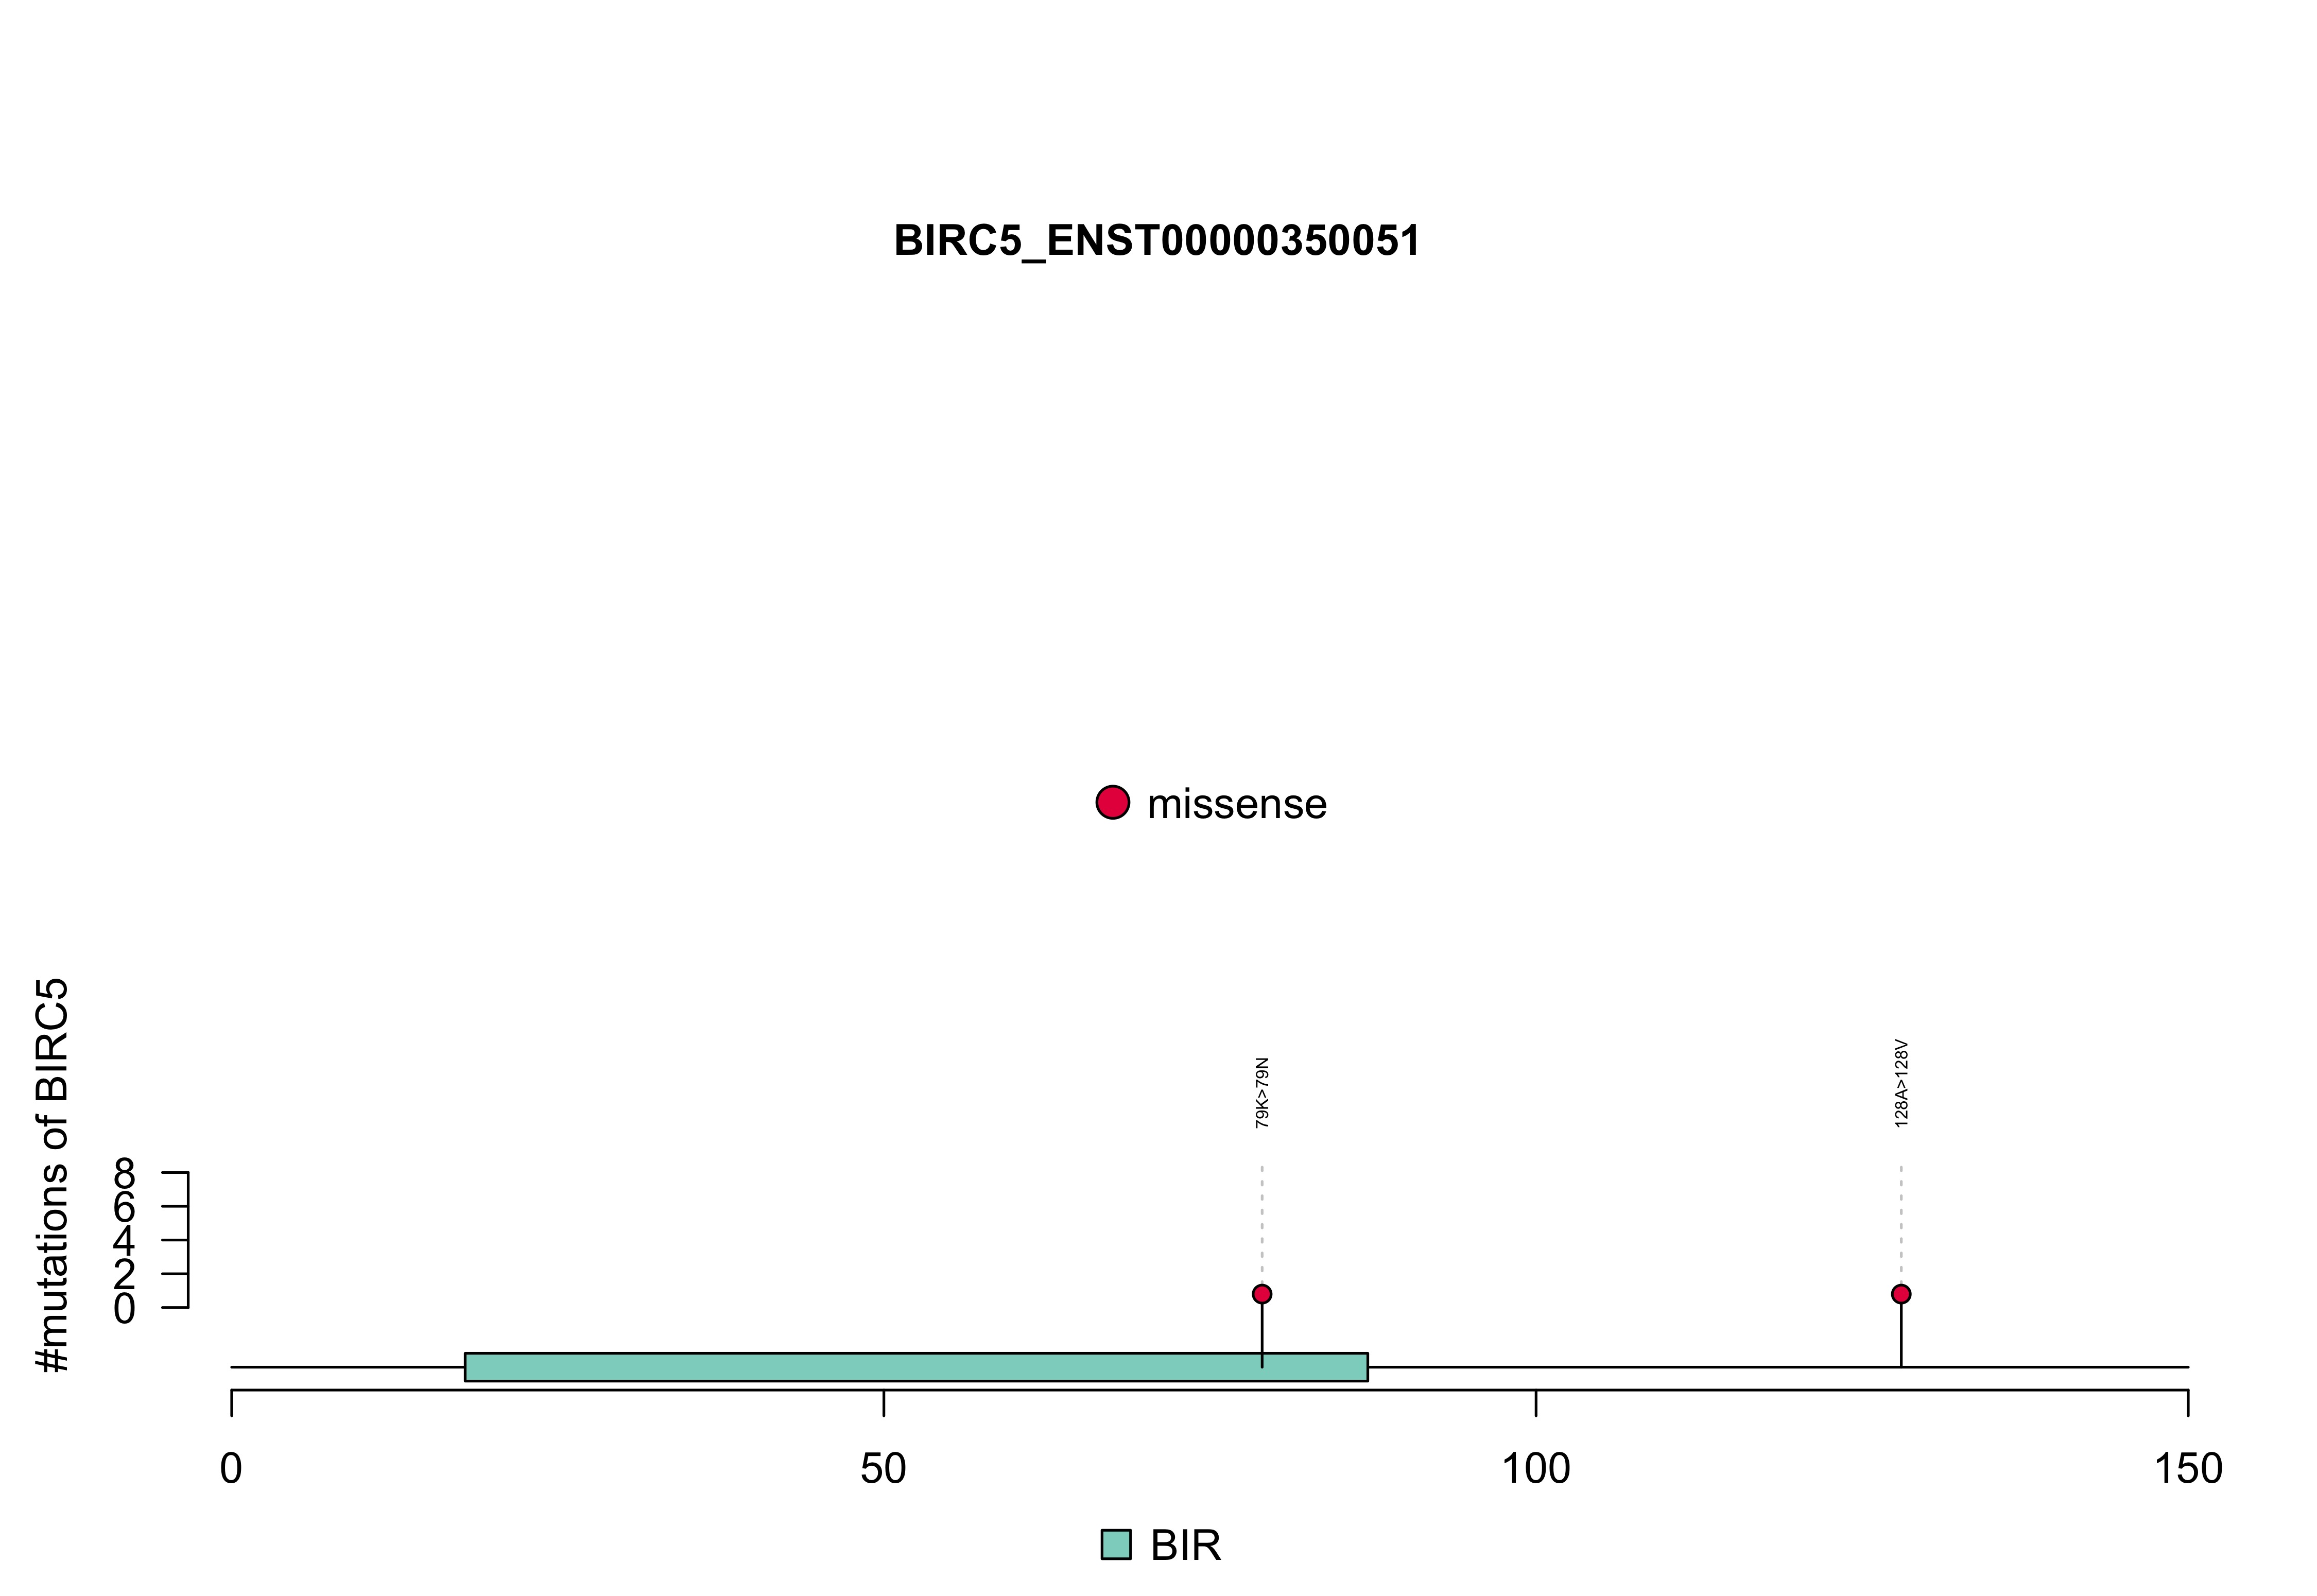 BIRC5_ENST00000350051
missense
#mutations of BIRC5
79K>79N
128A>128V
8
6
4
2
0
0 50 100 150
BIR